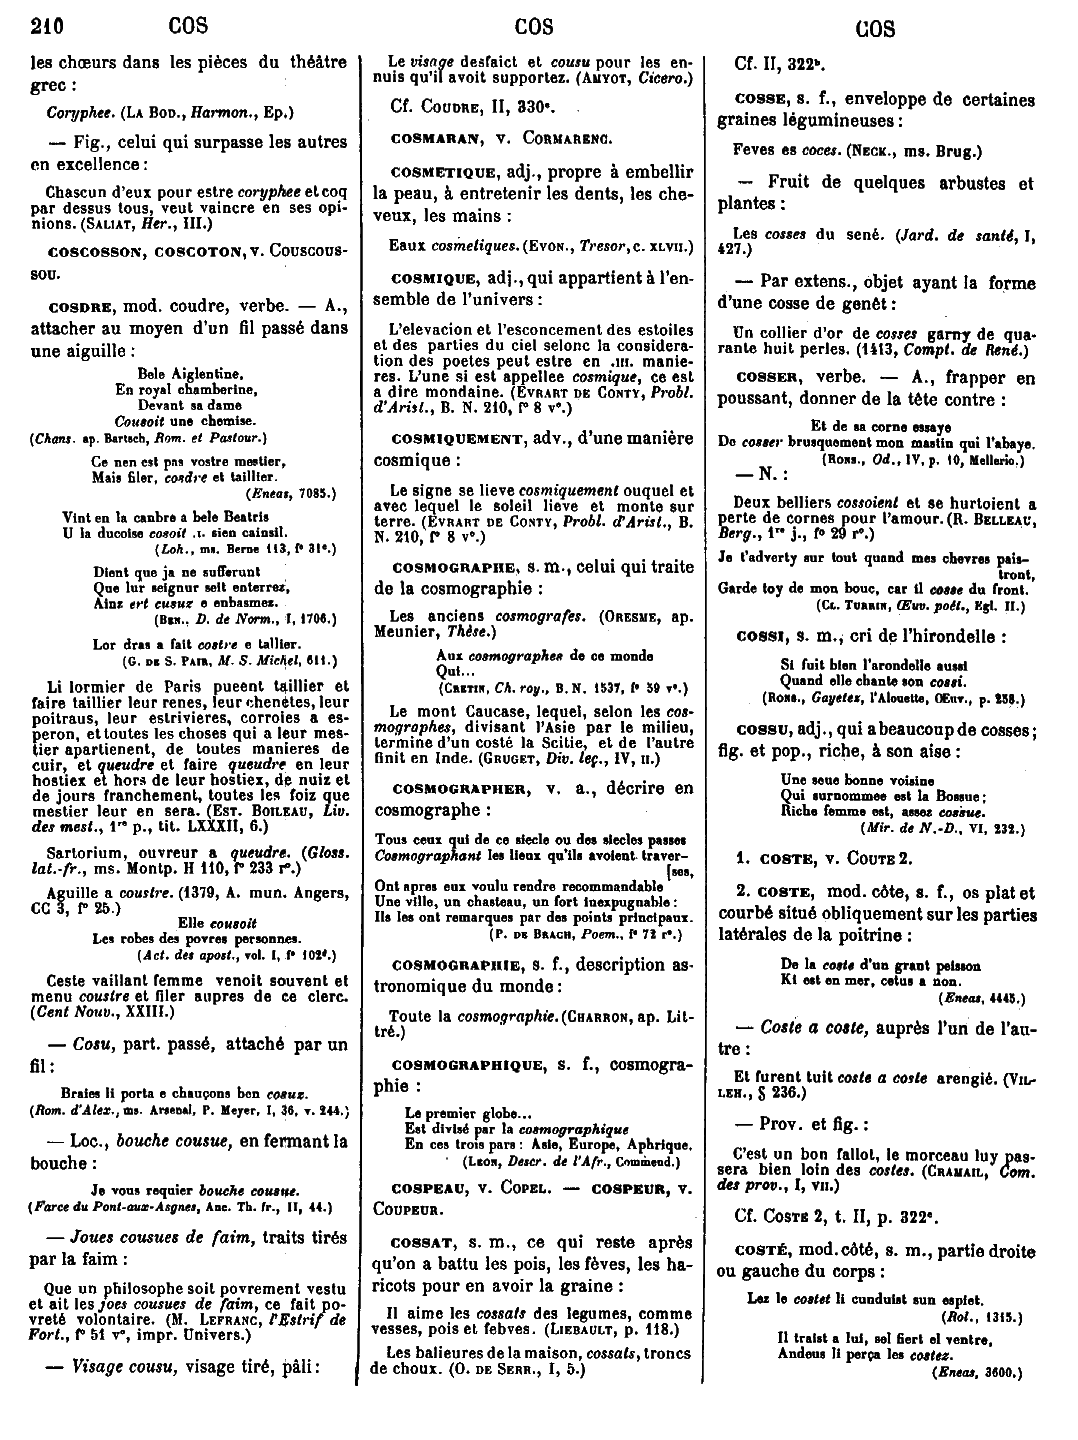 210 COS COS COS
les chœurs dans les pièces du théâtre
grec :
Coryphee. (LA BOD., Harmon., Ep.)
— Fig., celui qui surpasse les autres
en excellence :
Chascun d'eux pour estre coryphee et coq
par dessus tous, veut vaincre en ses opi-
nions. (SALIAT, Her., III.)
COSCOSSON, COSCOTON, v. COUSCOUS-
SOU.
COSDRE, mod. coudre, verbe. — A.,
attacher au moyen d'un fil passé dans
une aiguille :
Bele Aiglentine,
En royal chamberine,
Devant sa dame
Cousoit une chemise.
(Chans. ap. Bartsch, Rom. et Pastour.)
Ce nen est pas vostre mestier,
Mais filer, cosdre et taillier.
(Eneas, 7085.)
Vint en la canbre a bele Beatris
U la ducoise cosoit .I. sien cainsil.
(Loh., ms. Berne 113, f° 31c.)
Dient que ja ne sufferunt
Que lur seignur seit enterrez,
Ainz ert cusuz e enbasmez.
(BEN., D. de Norm., I, 1706.)
Lor dras a fait costre e tallier.
(G. DE S. PAIR, M. S. Michel, 611.)
Li lormier de Paris pueent taillier et
faire taillier leur renes, leur chenetes, leur
poitraus, leur estrivieres, corroies a es-
peron, et toutes les choses qui a leur mes-
tier apartienent, de toutes manieres de
cuir, et queudre et faire queudre en leur
hostiex et hors de leur hostiex, de nuiz et
de jours franchement, toutes les foiz que
mestier leur en sera. (EST. BOILEAU, Liv.
des mest., 1re p., tit. LXXXII, 6.)
Sartorium, ouvreur a queudre. (Gloss.
lat.-fr., ms. Montp. H 110, f° 233 r°.)
Aguille a coustre. (1379, A. mun. Angers,
CC 3, f° 25.)
Elle cousoit
Les robes des povres personnes.
(Act. des apost., vol. I, f° 102d.)
Ceste vaillant femme venoit souvent et
menu coustre et filer aupres de ce clerc.
(Cent Nouv., XXIII.)
— Cosu, part. passé, attaché par un
fil :
Braies li porta e chauçons ben cosuz.
(Rom. d'Alex., ms. Arsenal, P. Meyer, I, 36, v. 244.)
— Loc., bouche cousue, en fermant la
bouche :
Je vous requier bouche cousue.
(Farce du Pont-aux-Asgnes, Anc. Th. fr., II, 44.)
— Joues cousues de faim, traits tirés
par la faim :
Que un philosophe soit povrement vestu
et ait les joes cousues de faim, ce fait po-
vreté volontaire. (M. LEFRANC, l'Estrif de
Fort., f° 51 v°, impr. Univers.)
— Visage cousu, visage tiré, pâli :
Le visage desfaict et cousu pour les en-
nuis qu'il avoit supportez. (AMYOT, Cicero.)
Cf. COUDRE, II, 330c.
COSMARAN, v. CORMARENC.
COSMETIQUE, adj., propre à embellir
la peau, à entretenir les dents, les che-
veux, les mains :
Eaux cosmetiques. (EVON., Tresor, c. XLVII.)
COSMIQUE, adj., qui appartient à l'en-
semble de l'univers :
L'elevacion et l'esconcement des estoiles
et des parties du ciel selonc la considera-
tion des poetes peut estre en .III. manie-
res. L'une si est appellee cosmique, ce est
a dire mondaine. (EVRART DE CONTY, Probl.
d'Arist., B. N. 210, f° 8 v°.)
COSMIQUEMENT, adv., d'une manière
cosmique :
Le signe se lieve cosmiquement ouquel et
avec lequel le soleil lieve et monte sur
terre. (EVRART DE CONTY, Probl. d'Arist., B.
N. 210, f° 8 v°.)
COSMOGRAPHE, s. m., celui qui traite
de la cosmographie :
Les anciens cosmografes. (ORESME, ap.
Meunier, Thèse.)
Aux cosmographes de ce monde
Qui...
(CRETIN, Ch. roy., B. N. 1537, f° 59 v°.)
Le mont Caucase, lequel, selon les cos-
mographes, divisant l'Asie par le milieu,
termine d'un costé la Scitie, et de l'autre
finit en Inde. (GRUGET, Div. leç., IV, II.)
COSMOGRAPHER, v. a., décrire en
cosmographe :
Tous ceux qui de ce siecle ou des siecles passes
Cosmographant les lieux qu'ils avoient traver-
[ses,
Ont apres eux voulu rendre recommandable
Une ville, un chasteau, un fort inexpugnable :
Ils les ont remarques par des points principaux.
(P. DE BRACH, Poem., f° 72 r°.)
COSMOGRAPHIE, s. f., description as-
tronomique du monde :
Toute la cosmographie. (CHARRON, ap. Lit-
tré.)
COSMOGRAPHIQUE, s. f., cosmogra-
phie :
Le premier globe...
Est divisé par la cosmographique
En ces trois pars : Asie, Europe, Aphrique.
(LEON, Descr. de l'Afr., Commend.)
COSPEAU, v. COPEL. — COSPEUR, v.
COUPEUR.
COSSAT, s. m., ce qui reste après
qu'on a battu les pois, les fèves, les ha-
ricots pour en avoir la graine :
Il aime les cossats des legumes, comme
vesses, pois et febves. (LIEBAULT, p. 118.)
Les balieures de la maison, cossats, troncs
de choux. (O. DE SERR., I, 5.)
Cf. II, 322b.
COSSE, s. f., enveloppe de certaines
graines légumineuses :
Feves es coces. (NECK., ms. Brug.)
— Fruit de quelques arbustes et
plantes :
Les cosses du sené. (Jard. de santé, I,
427.)
— Par extens., objet ayant la forme
d'une cosse de genêt :
Un collier d'or de cosses garny de qua-
rante huit perles. (1413, Compt. de René.)
COSSER, verbe. — A., frapper en
poussant, donner de la tête contre :
Et de sa corne essaye
De cosser brusquement mon mastin qui l'abaye.
(RONS., Od., IV, p. 10, Mellerio.)
— N. :
Deux belliers cossoient et se hurtoient a
perte de cornes pour l'amour. (R. BELLEAU,
Berg., 1re j., f° 29 r°.)
Je t'adverty sur tout quand mes chevres pais-
tront,
Garde toy de mon bouc, car il cosse du front.
(CL. TURRIN, Œuv. poét., Egl. II.)
COSSI, s. m., cri de l'hirondelle :
Si fuit bien l'arondelle aussi
Quand elle chante son cossi.
(RONS., Gayetez, l'Alouette, Œuv., p. 258.)
COSSU, adj., qui a beaucoup de cosses ;
fig. et pop., riche, à son aise :
Une seue bonne voisine
Qui surnommee est la Bossue ;
Riche femme est, assez cossue.
(Mir. de N.-D., VI, 232.)
1. COSTE, v. COUTE 2.
2. COSTE, mod. côte, s. f., os plat et
courbé situé obliquement sur les parties
latérales de la poitrine :
De la coste d'un grant peisson
Ki est en mer, cetus a non.
(Eneas, 4445.)
— Coste a coste, auprès l'un de l'au-
tre :
Et furent tuit coste a coste arengié. (VIL-
LEH., § 236.)
— Prov. et fig. :
C'est un bon fallot, le morceau luy pas-
sera bien loin des costes. (CRAMAIL, Com.
des prov., I, VII.)
Cf. COSTE 2, t. II, p. 322c.
COSTÉ, mod. côté, s. m., partie droite
ou gauche du corps :
Lez le costet li cunduist sun espiet.
(Rol., 1315.)
Il traist a lui, sel fiert el ventre,
Andeus li perça les costez.
(Eneas, 3600.)